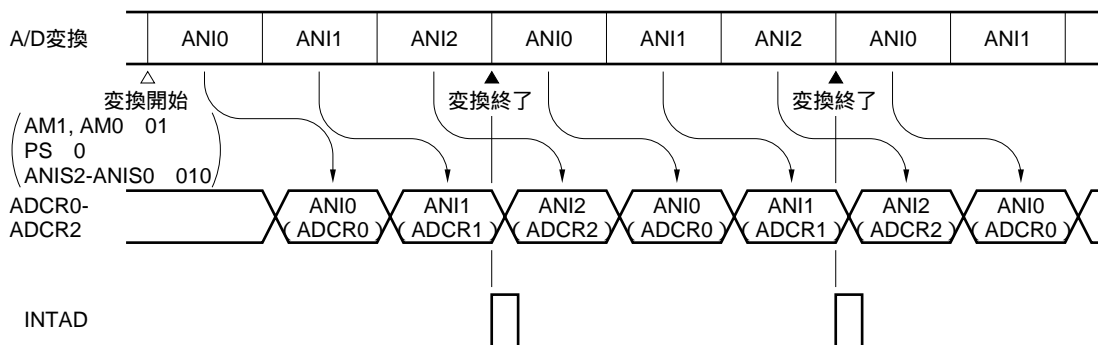 A/D変換 ANI0 ANI1 ANI2 ANI0 ANI1 ANI2 ANI0 ANI1
変換開始 変換終了 変換終了
AM1, AM0 01
PS 0
ANIS2-ANIS0 010
ADCR0-
ADCR2
ANI0 ANI1 ANI2 ANI0 ANI1 ANI2 ANI0
(ADCR0) (ADCR1) (ADCR2) (ADCR0) (ADCR1) (ADCR2) (ADCR0)
INTAD